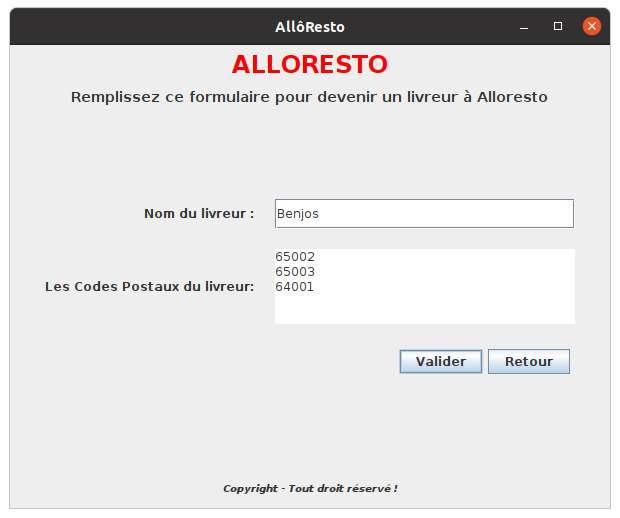 AllôResto
ALLORESTO
Remplissez ce formulaire pour devenir un livreur à Alloresto
Nom du livreur :
Benjos
Les Codes Postaux du livreur:
65002
65003
64001
Valider
Retour
Copyright - Tout droit réservé !